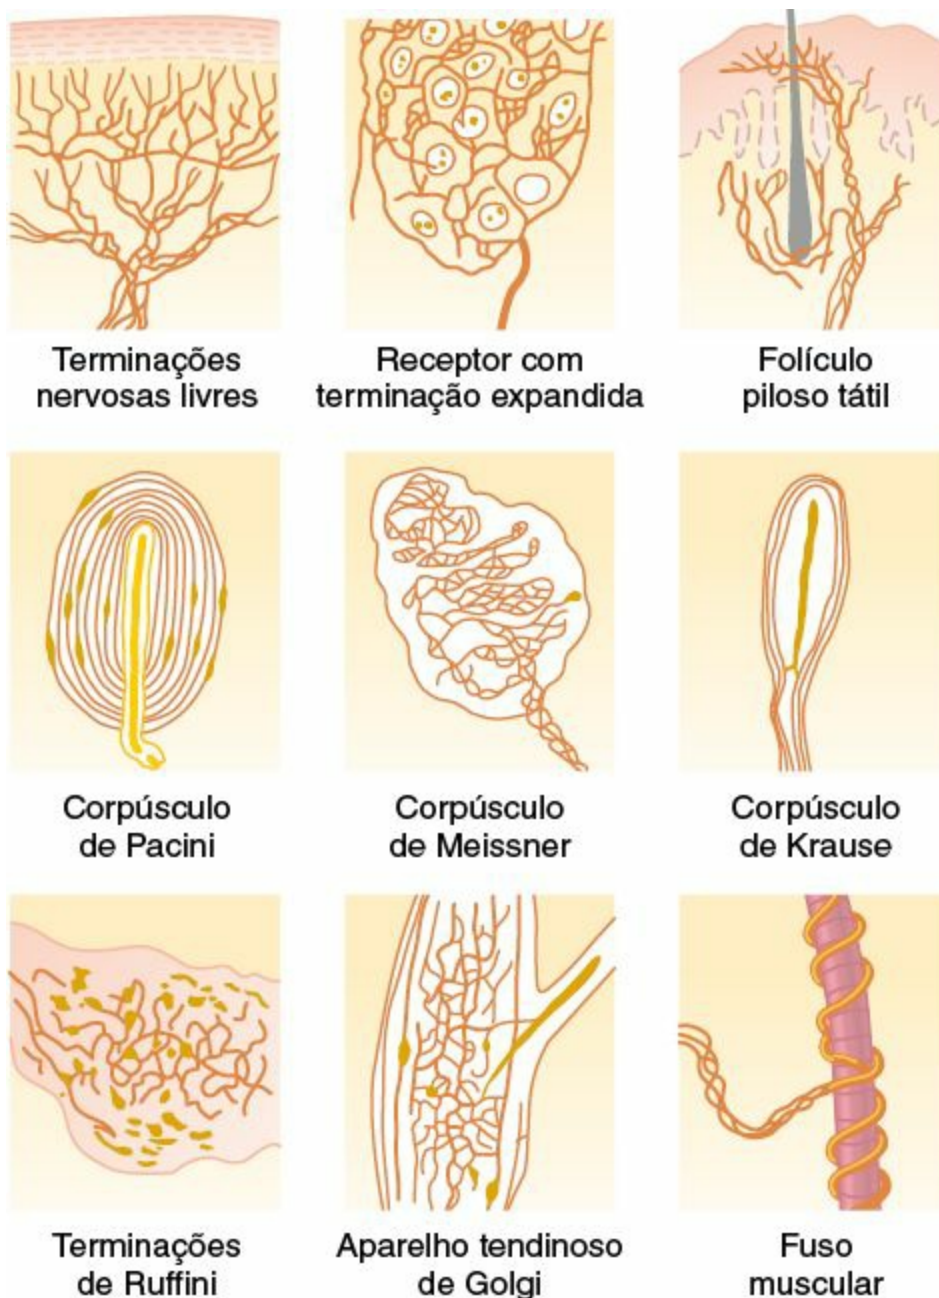 Terminações
nervosas livres
Receptor com
terminação expandida
Folículo
piloso tátil
Corpúsculo
de Pacini
Corpúsculo
de Meissner
Corpúsculo
de Krause
Terminações
de Ruffini
Aparelho tendinoso
de Golgi
Fuso
muscular